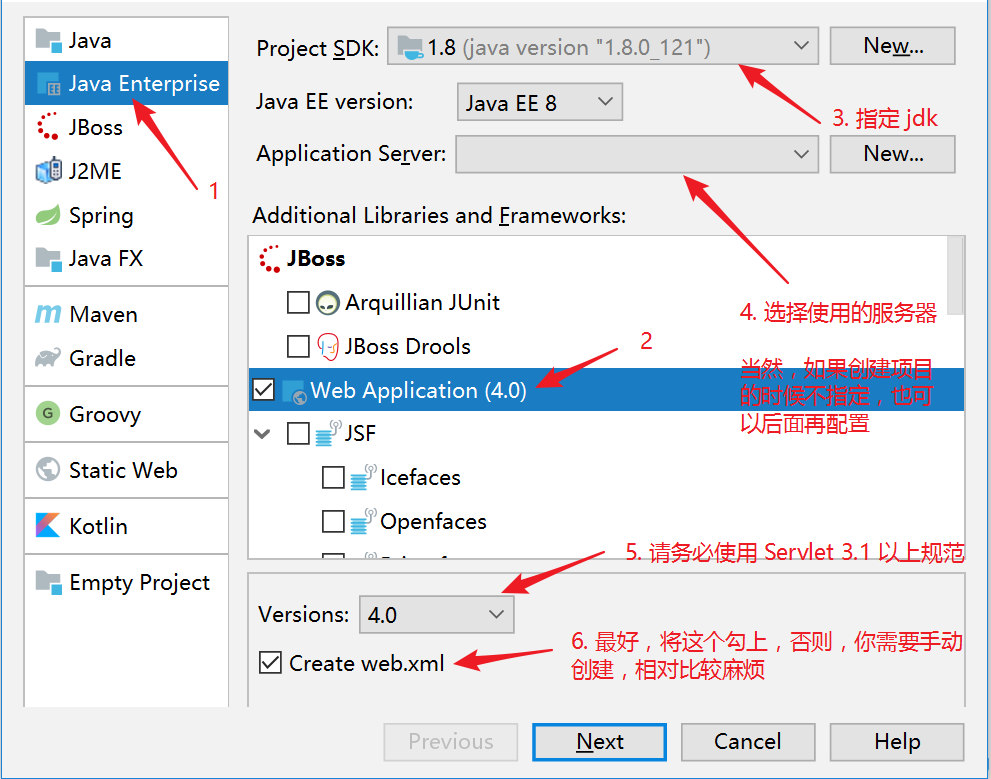 Java
Java Enterprise
JBoss
J2ME
Spring
Java FX
Maven
Gradle
Groovy
Static Web
Kotlin
Empty Project
1
Project SDK: 1.8 (java version "1.8.0_121") New...
3. 指定 jdk
Java EE version: Java EE 8
Application Server: New...
4. 选择使用的服务器
当然，如果创建项目
的时候不指定，也可
以后面再配置
Additional Libraries and Frameworks:
JBoss
Arquillian JUnit
JBoss Drools
2
Web Application (4.0)
JSF
Icefaces
Openfaces
5. 请务必使用 Servlet 3.1 以上规范
Versions: 4.0
Create web.xml
6. 最好，将这个勾上，否则，你需要手动
创建，相对比较麻烦
Previous Next Cancel Help